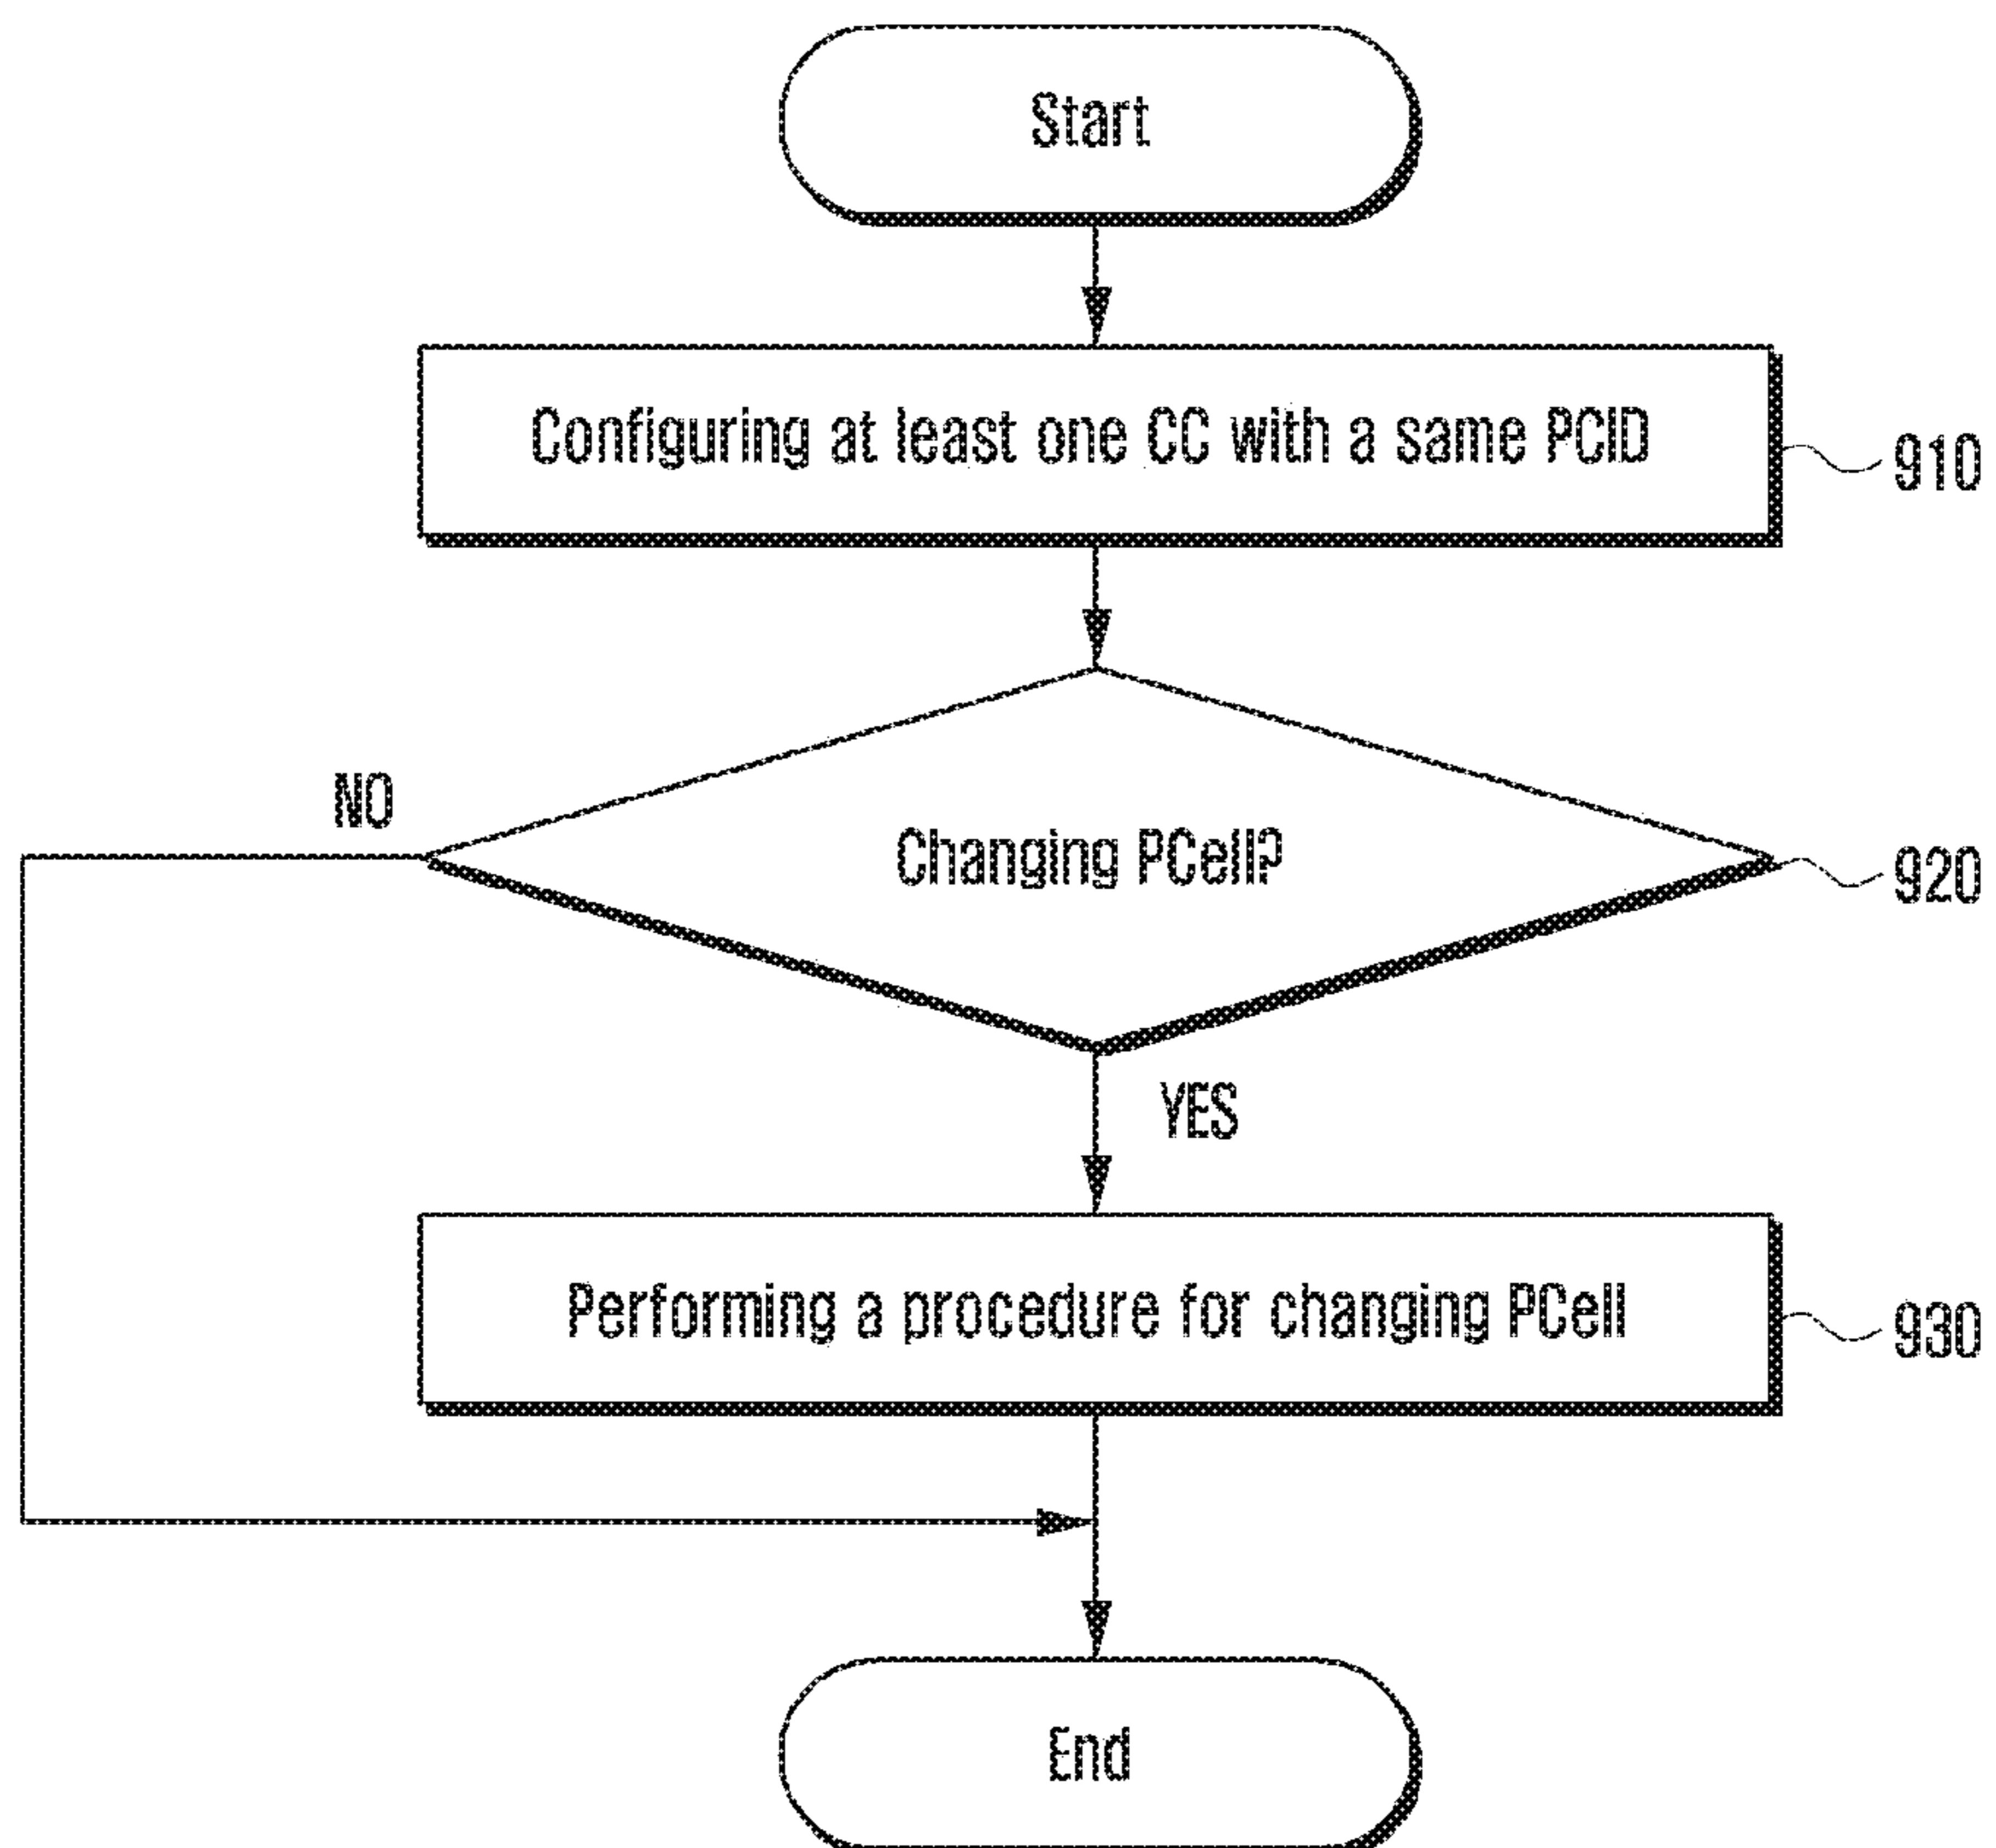 Start
Configuring at least one CC with a same PCID
910
NO
Changing PCell?
920
YES
Performing a procedure for changing PCell
930
End